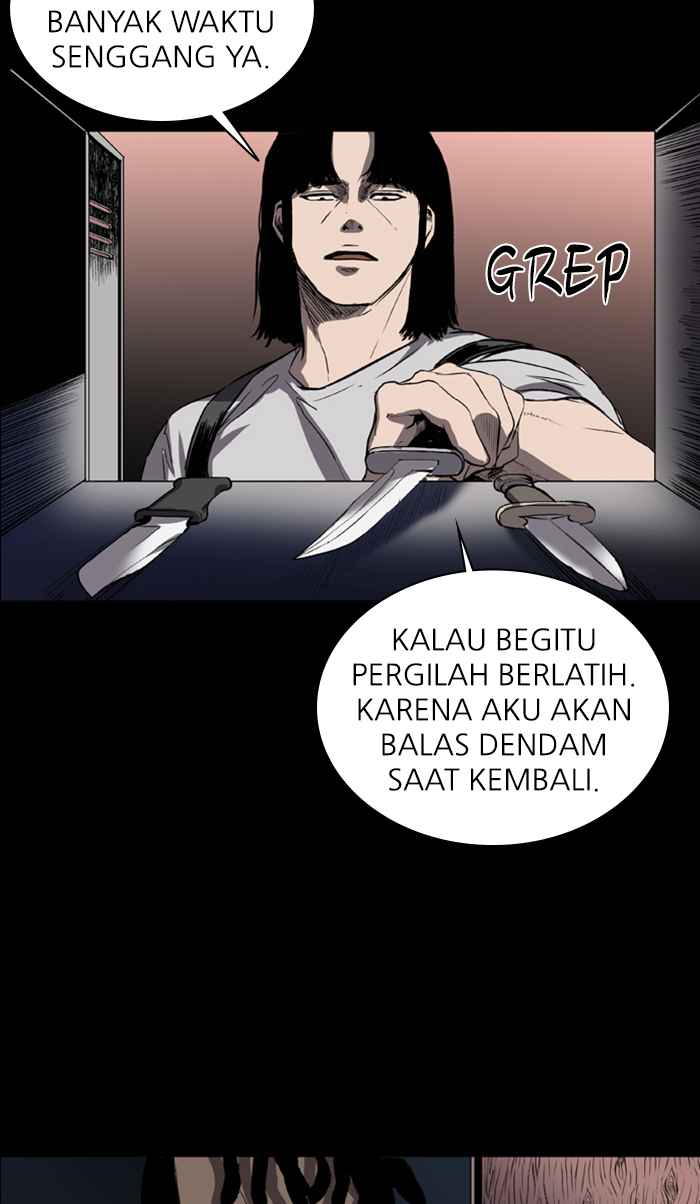 BANYAK WAKTU
SENGGANG YA.
GREP
KALAU BEGITU
PERGILAH BERLATIH.
KARENA AKU AKAN
BALAS DENDAM
SAAT KEMBALI.